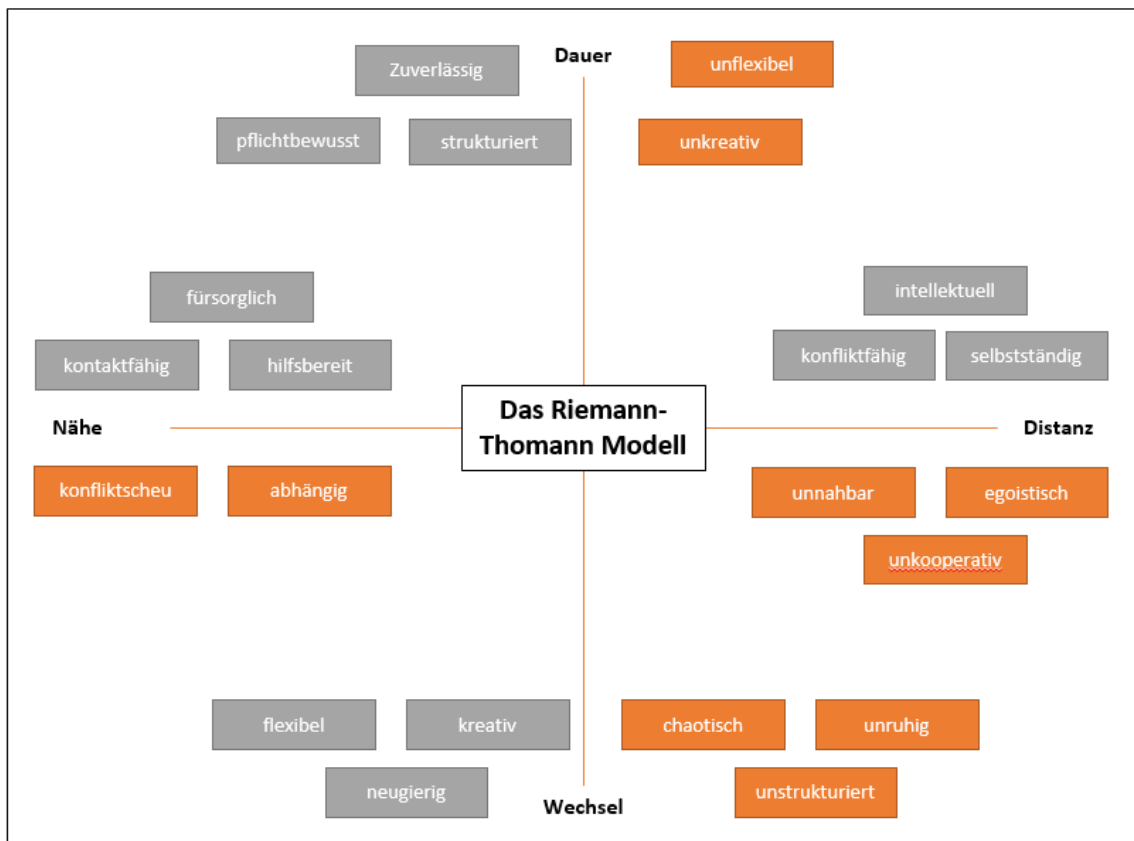 Dauer
Zuverlässig
unflexibel
pflichtbewusst
strukturiert
unkreativ
fürsorglich
intellektuell
kontaktfähig
hilfsbereit
konfliktfähig
selbstständig
Nähe
Das Riemann-
Thomann Modell
Distanz
konfliktscheu
abhängig
unnahbar
egoistisch
unkooperativ
flexibel
kreativ
chaotisch
unruhig
neugierig
unstrukturiert
Wechsel